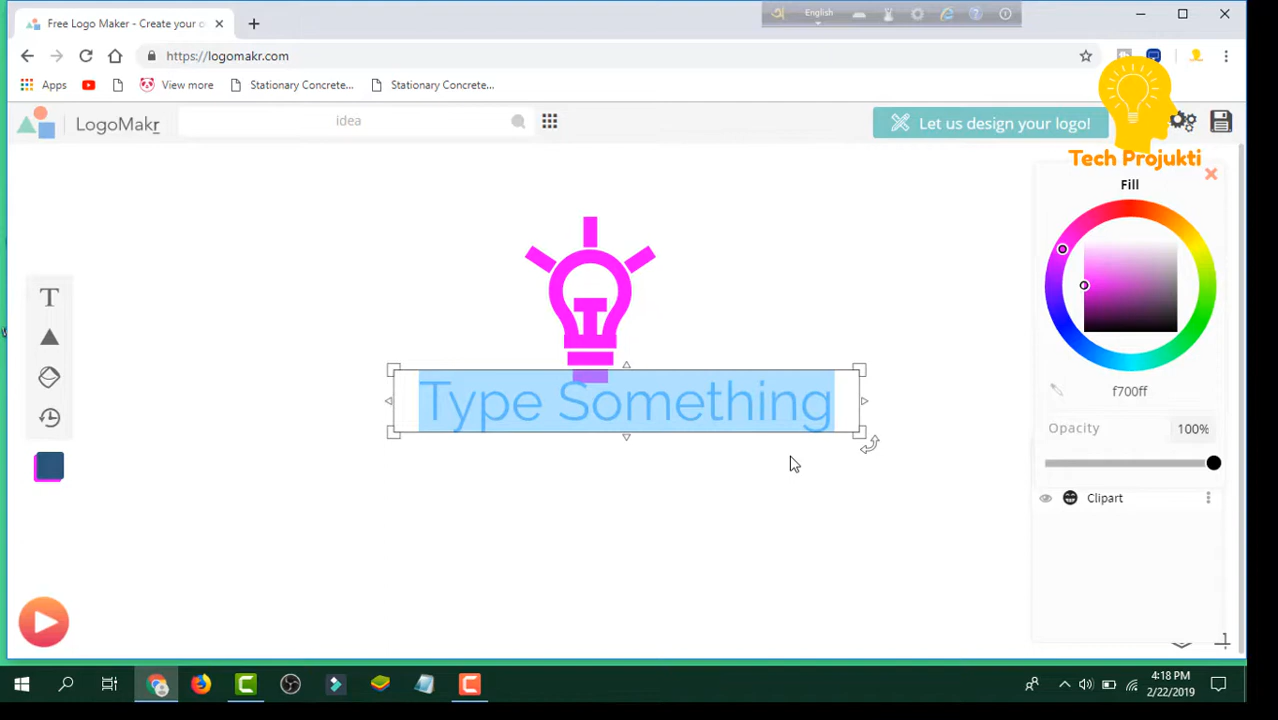 Free Logo Maker - Create your o
English
https://logomakr.com
Apps
View more
Stationary Concrete...
Stationary Concrete...
LogoMakr
idea
Let us design your logo!
Tech Projukti
Fill
Type Something
T
f700ff
Opacity
100%
Clipart
4:18 PM
2/22/2019